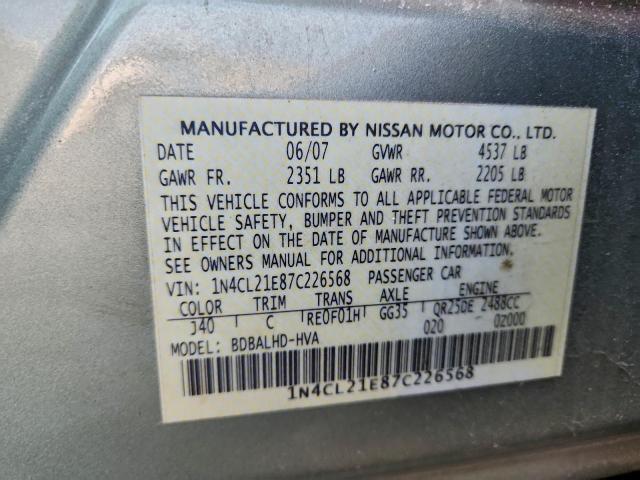 MANUFACTURED BY NISSAN MOTOR CO., LTD.
DATE 06/07 GVWR 4537 LB
GAWR FR. 2351 LB GAWR RR. 2205 LB
THIS VEHICLE CONFORMS TO ALL APPLICABLE FEDERAL MOTOR
VEHICLE SAFETY, BUMPER AND THEFT PREVENTION STANDARDS
IN EFFECT ON THE DATE OF MANUFACTURE SHOWN ABOVE.
SEE OWNERS MANUAL FOR ADDITIONAL INFORMATION.
VIN: 1N4CL21E87C226568 PASSENGER CAR
COLOR TRIM TRANS AXLE ENGINE
J40 C RE0F01H GG35 QR25DE 2488CC
MODEL: BDBALHD-HVA 020 02000
1N4CL21E87C226568